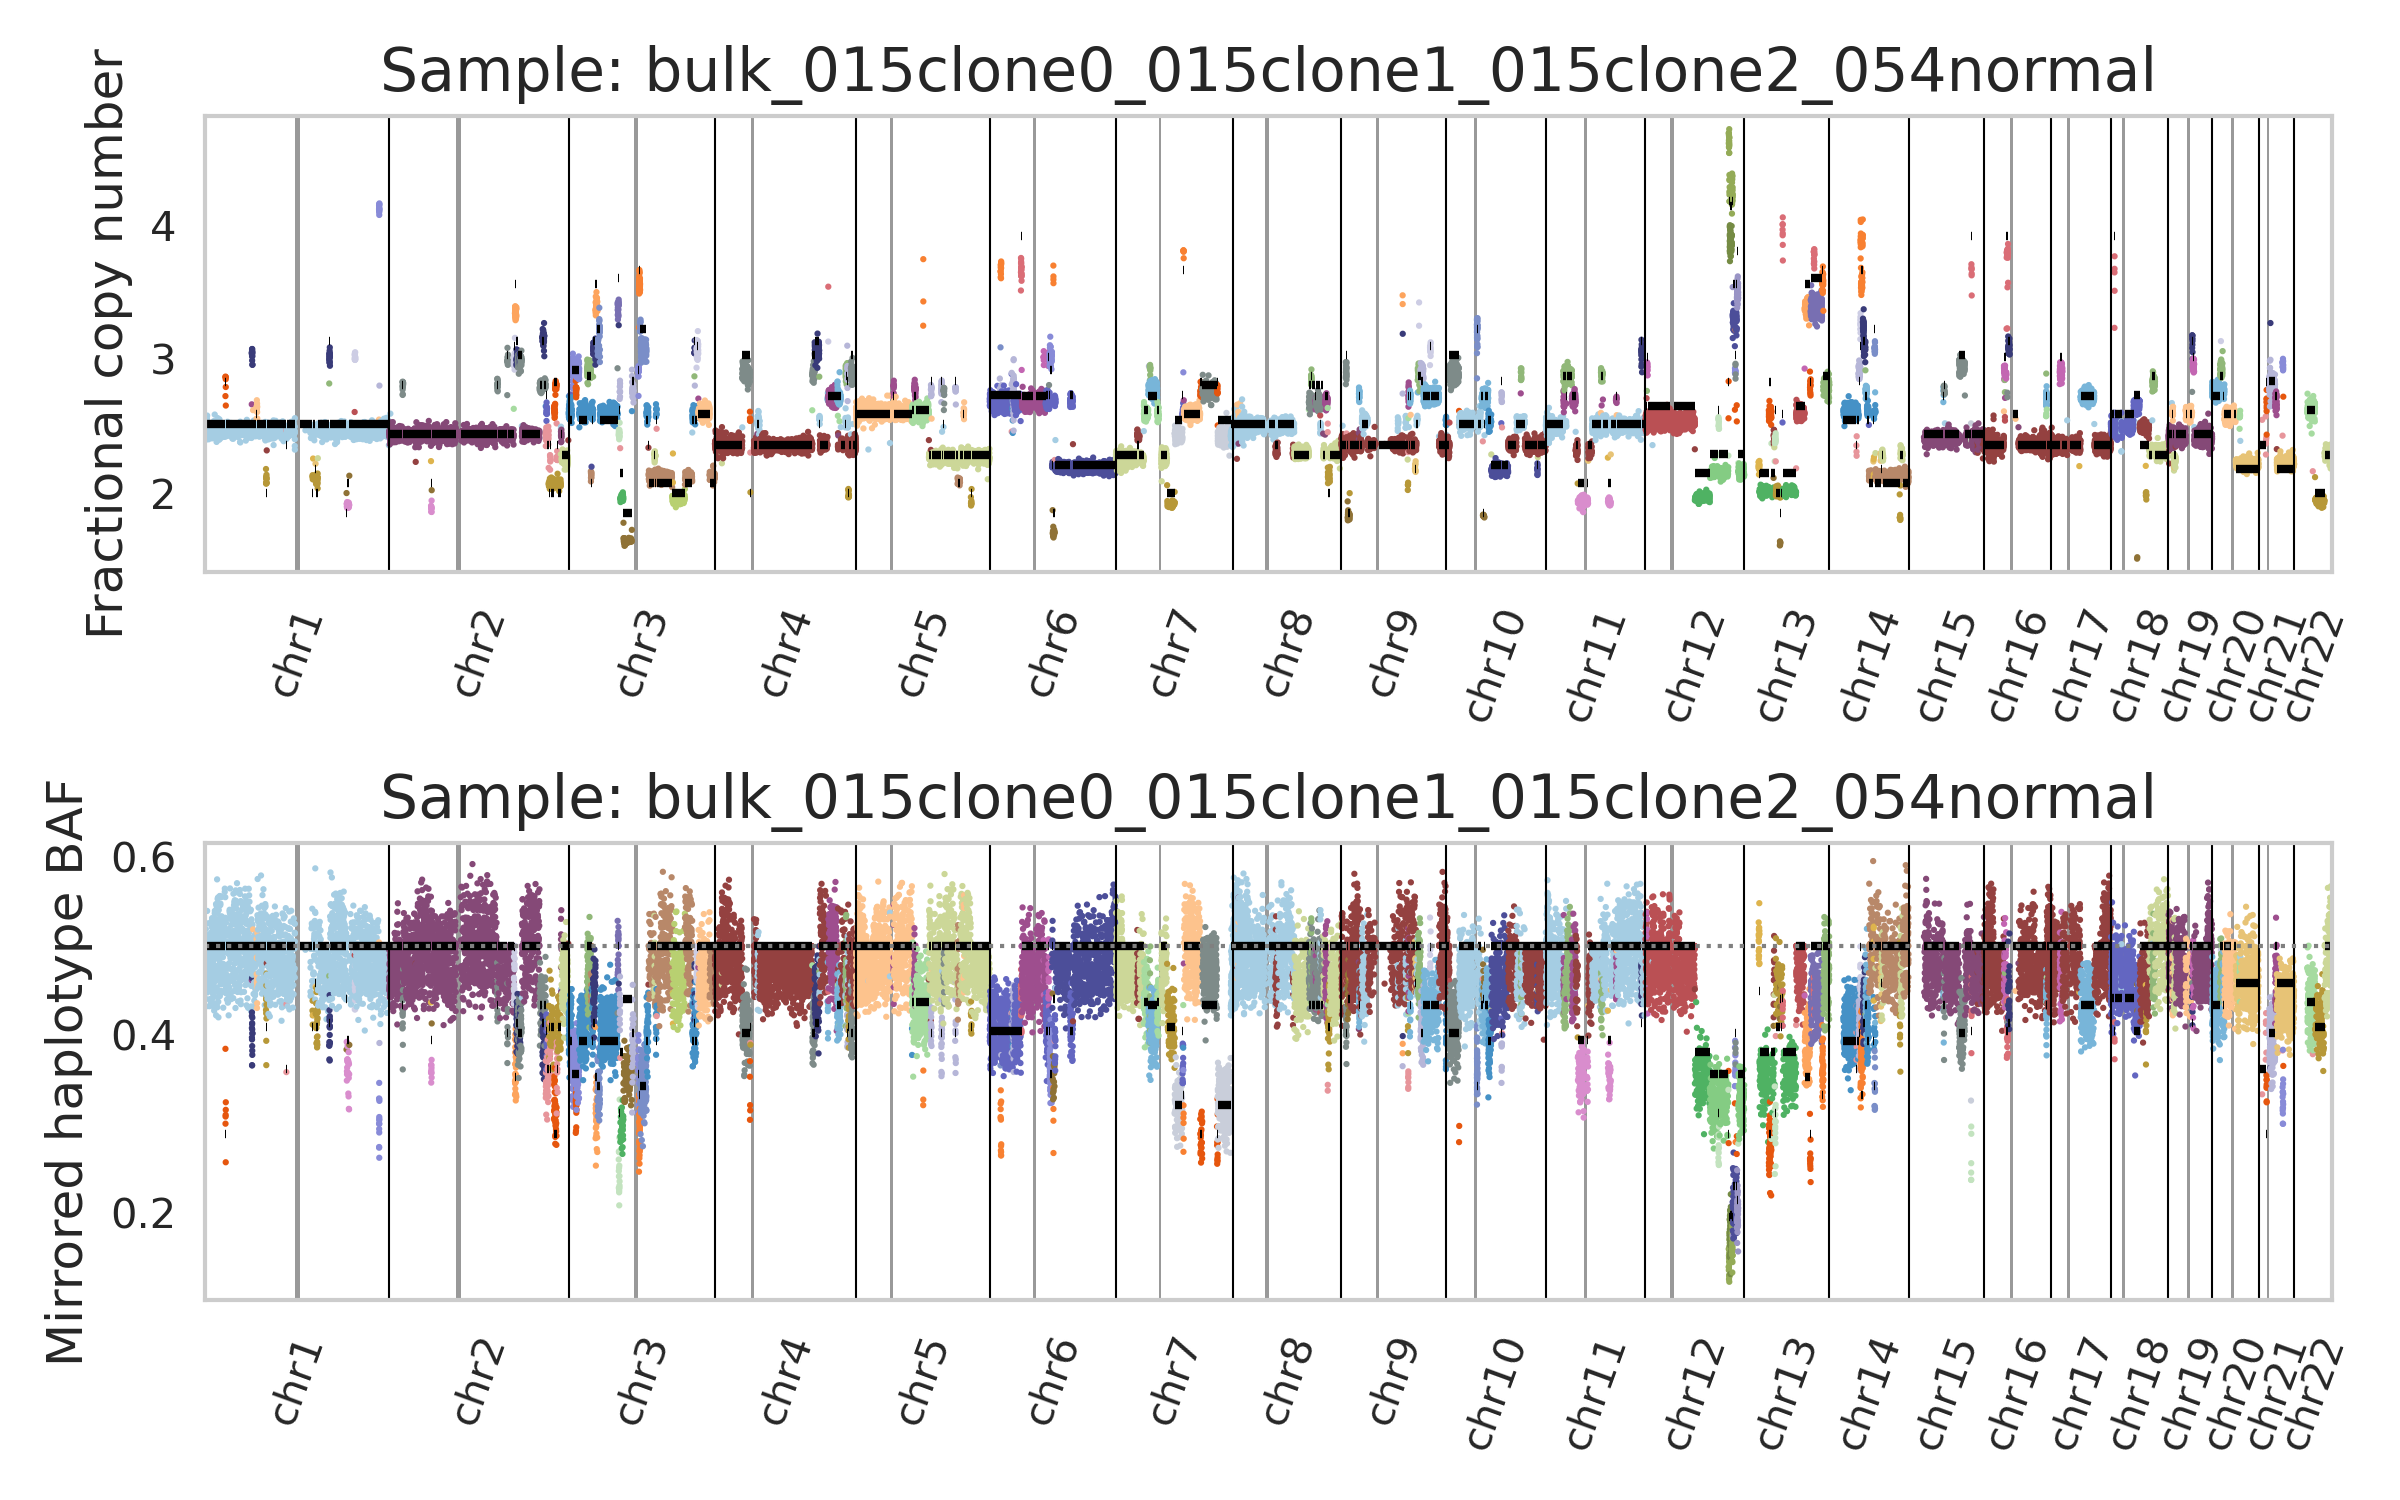 Sample: bulk_015clone0_015clone1_015clone2_054normal
Fractional copy number
4
3
2
chr1 chr2 chr3 chr4 chr5 chr6 chr7 chr8 chr9 chr10 chr11 chr12 chr13 chr14 chr15 chr16 chr17 chr18 chr19 chr20 chr21 chr22
Sample: bulk_015clone0_015clone1_015clone2_054normal
Mirrored haplotype BAF
0.6
0.4
0.2
chr1 chr2 chr3 chr4 chr5 chr6 chr7 chr8 chr9 chr10 chr11 chr12 chr13 chr14 chr15 chr16 chr17 chr18 chr19 chr20 chr21 chr22